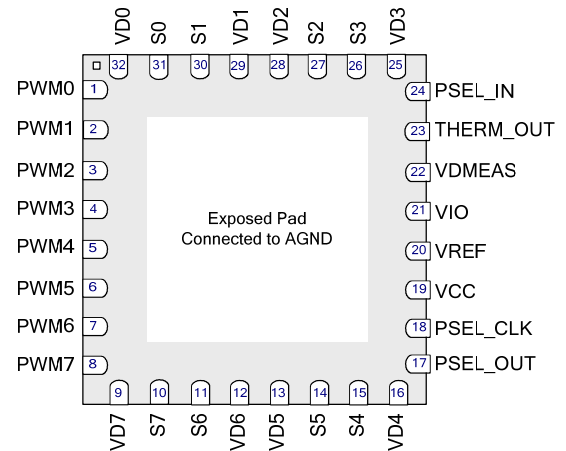 VD0 S0 S1 VD1 VD2 S2 S3 VD3
32 31 30 29 28 27 26 25
PWM0 1 24 PSEL_IN
PWM1 2 23 THERM_OUT
PWM2 3 22 VDMEAS
PWM3 4 21 VIO
Exposed Pad
Connected to AGND
PWM4 5 20 VREF
PWM5 6 19 VCC
PWM6 7 18 PSEL_CLK
PWM7 8 17 PSEL_OUT
9 10 11 12 13 14 15 16
VD7 S7 S6 VD6 VD5 S5 S4 VD4